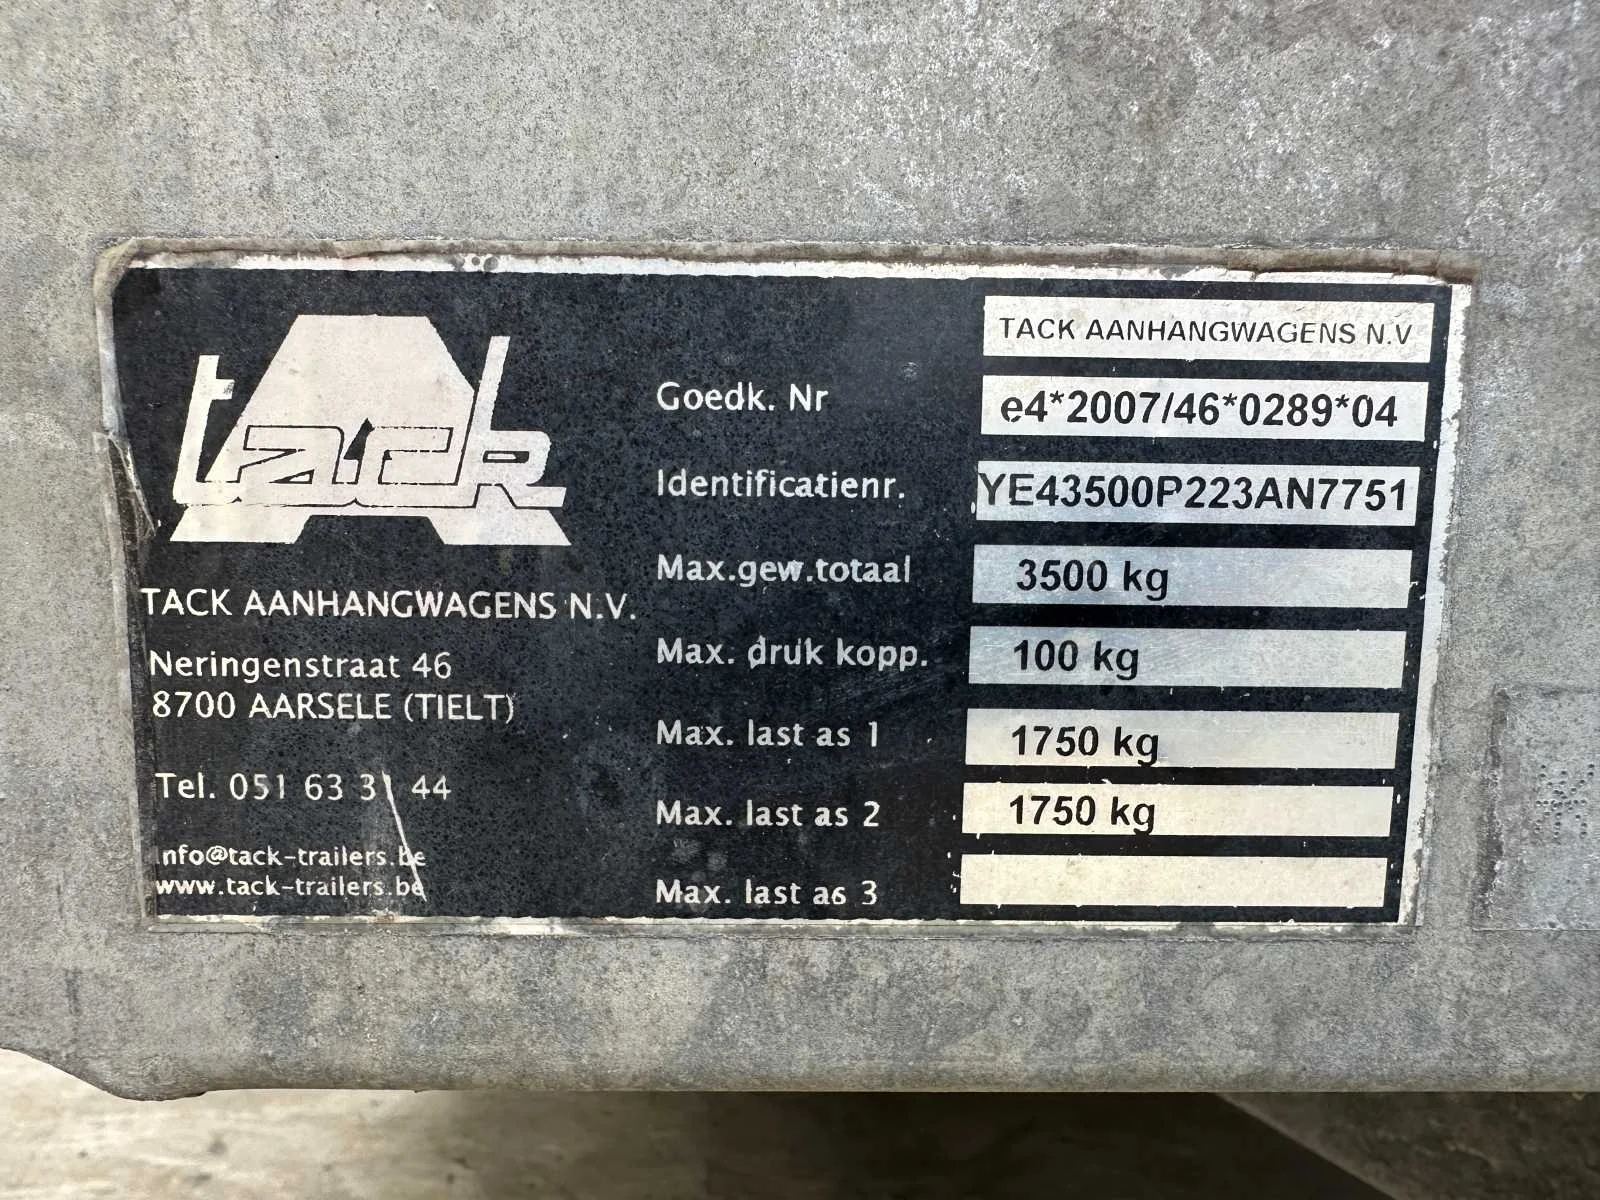 tack
TACK AANHANGWAGENS N.V.
Neringenstraat 46
8700 AARSELE (TIELT)
Tel. 051 63 31 44
info@tack-trailers.be
www.tack-trailers.be
TACK AANHANGWAGENS N.V
Goedk. Nr e4*2007/46*0289*04
Identificatienr. YE43500P223AN7751
Max.gew.totaal 3500 kg
Max. druk kopp. 100 kg
Max. last as 1 1750 kg
Max. last as 2 1750 kg
Max. last as 3